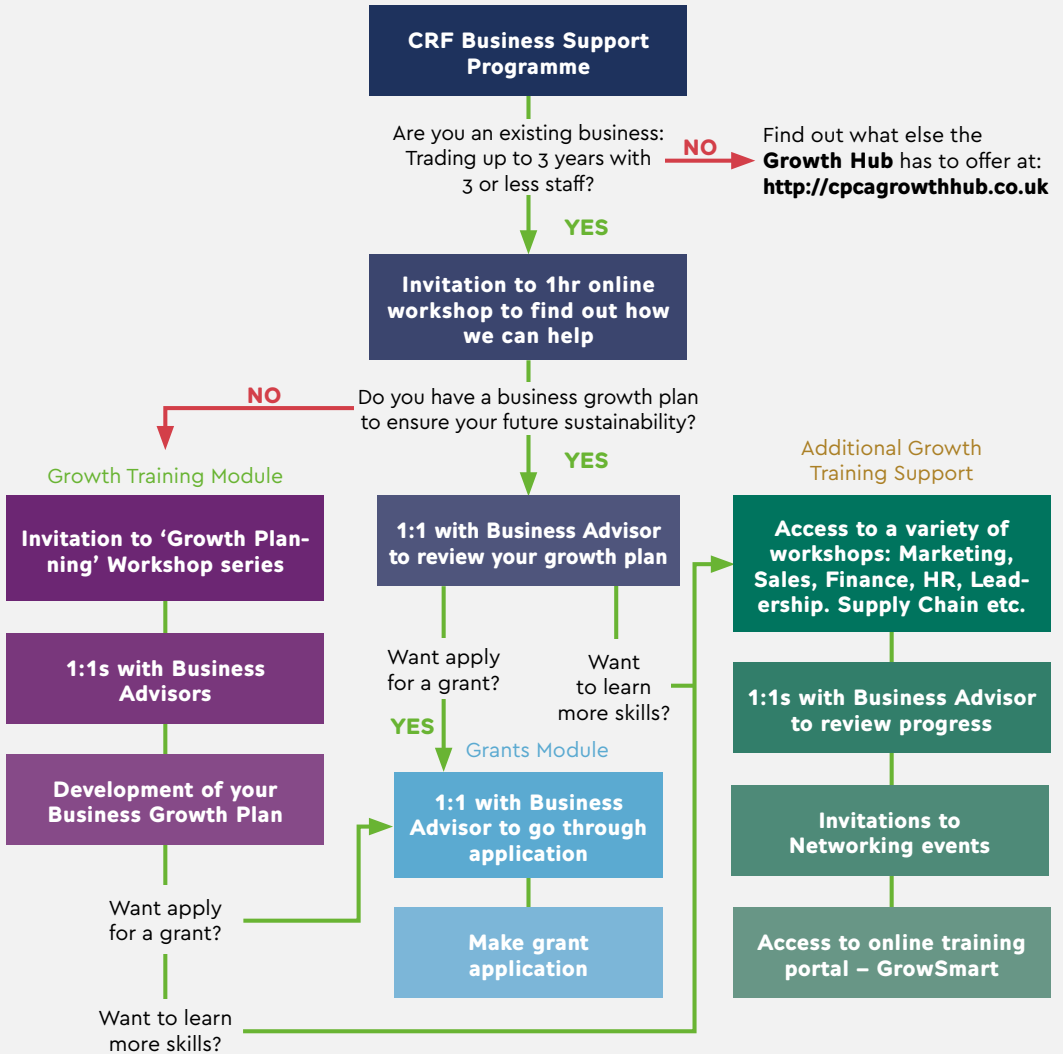 CRF Business Support
Programme
Are you an existing business:
Trading up to 3 years with
3 or less staff?
NO
Find out what else the
Growth Hub has to offer at:
http://cpcagrowthhub.co.uk
YES
Invitation to 1hr online
workshop to find out how
we can help
NO
Do you have a business growth plan
to ensure your future sustainability?
YES
Growth Training Module
Invitation to ‘Growth Plan-
ning’ Workshop series
1:1s with Business
Advisors
Development of your
Business Growth Plan
Want apply
for a grant?
Want to learn
more skills?
1:1 with Business Advisor
to review your growth plan
Want apply
for a grant?
YES
Want
to learn
more skills?
Grants Module
1:1 with Business
Advisor to go through
application
Make grant
application
Additional Growth
Training Support
Access to a variety of
workshops: Marketing,
Sales, Finance, HR, Lead-
ership. Supply Chain etc.
1:1s with Business Advisor
to review progress
Invitations to
Networking events
Access to online training
portal – GrowSmart